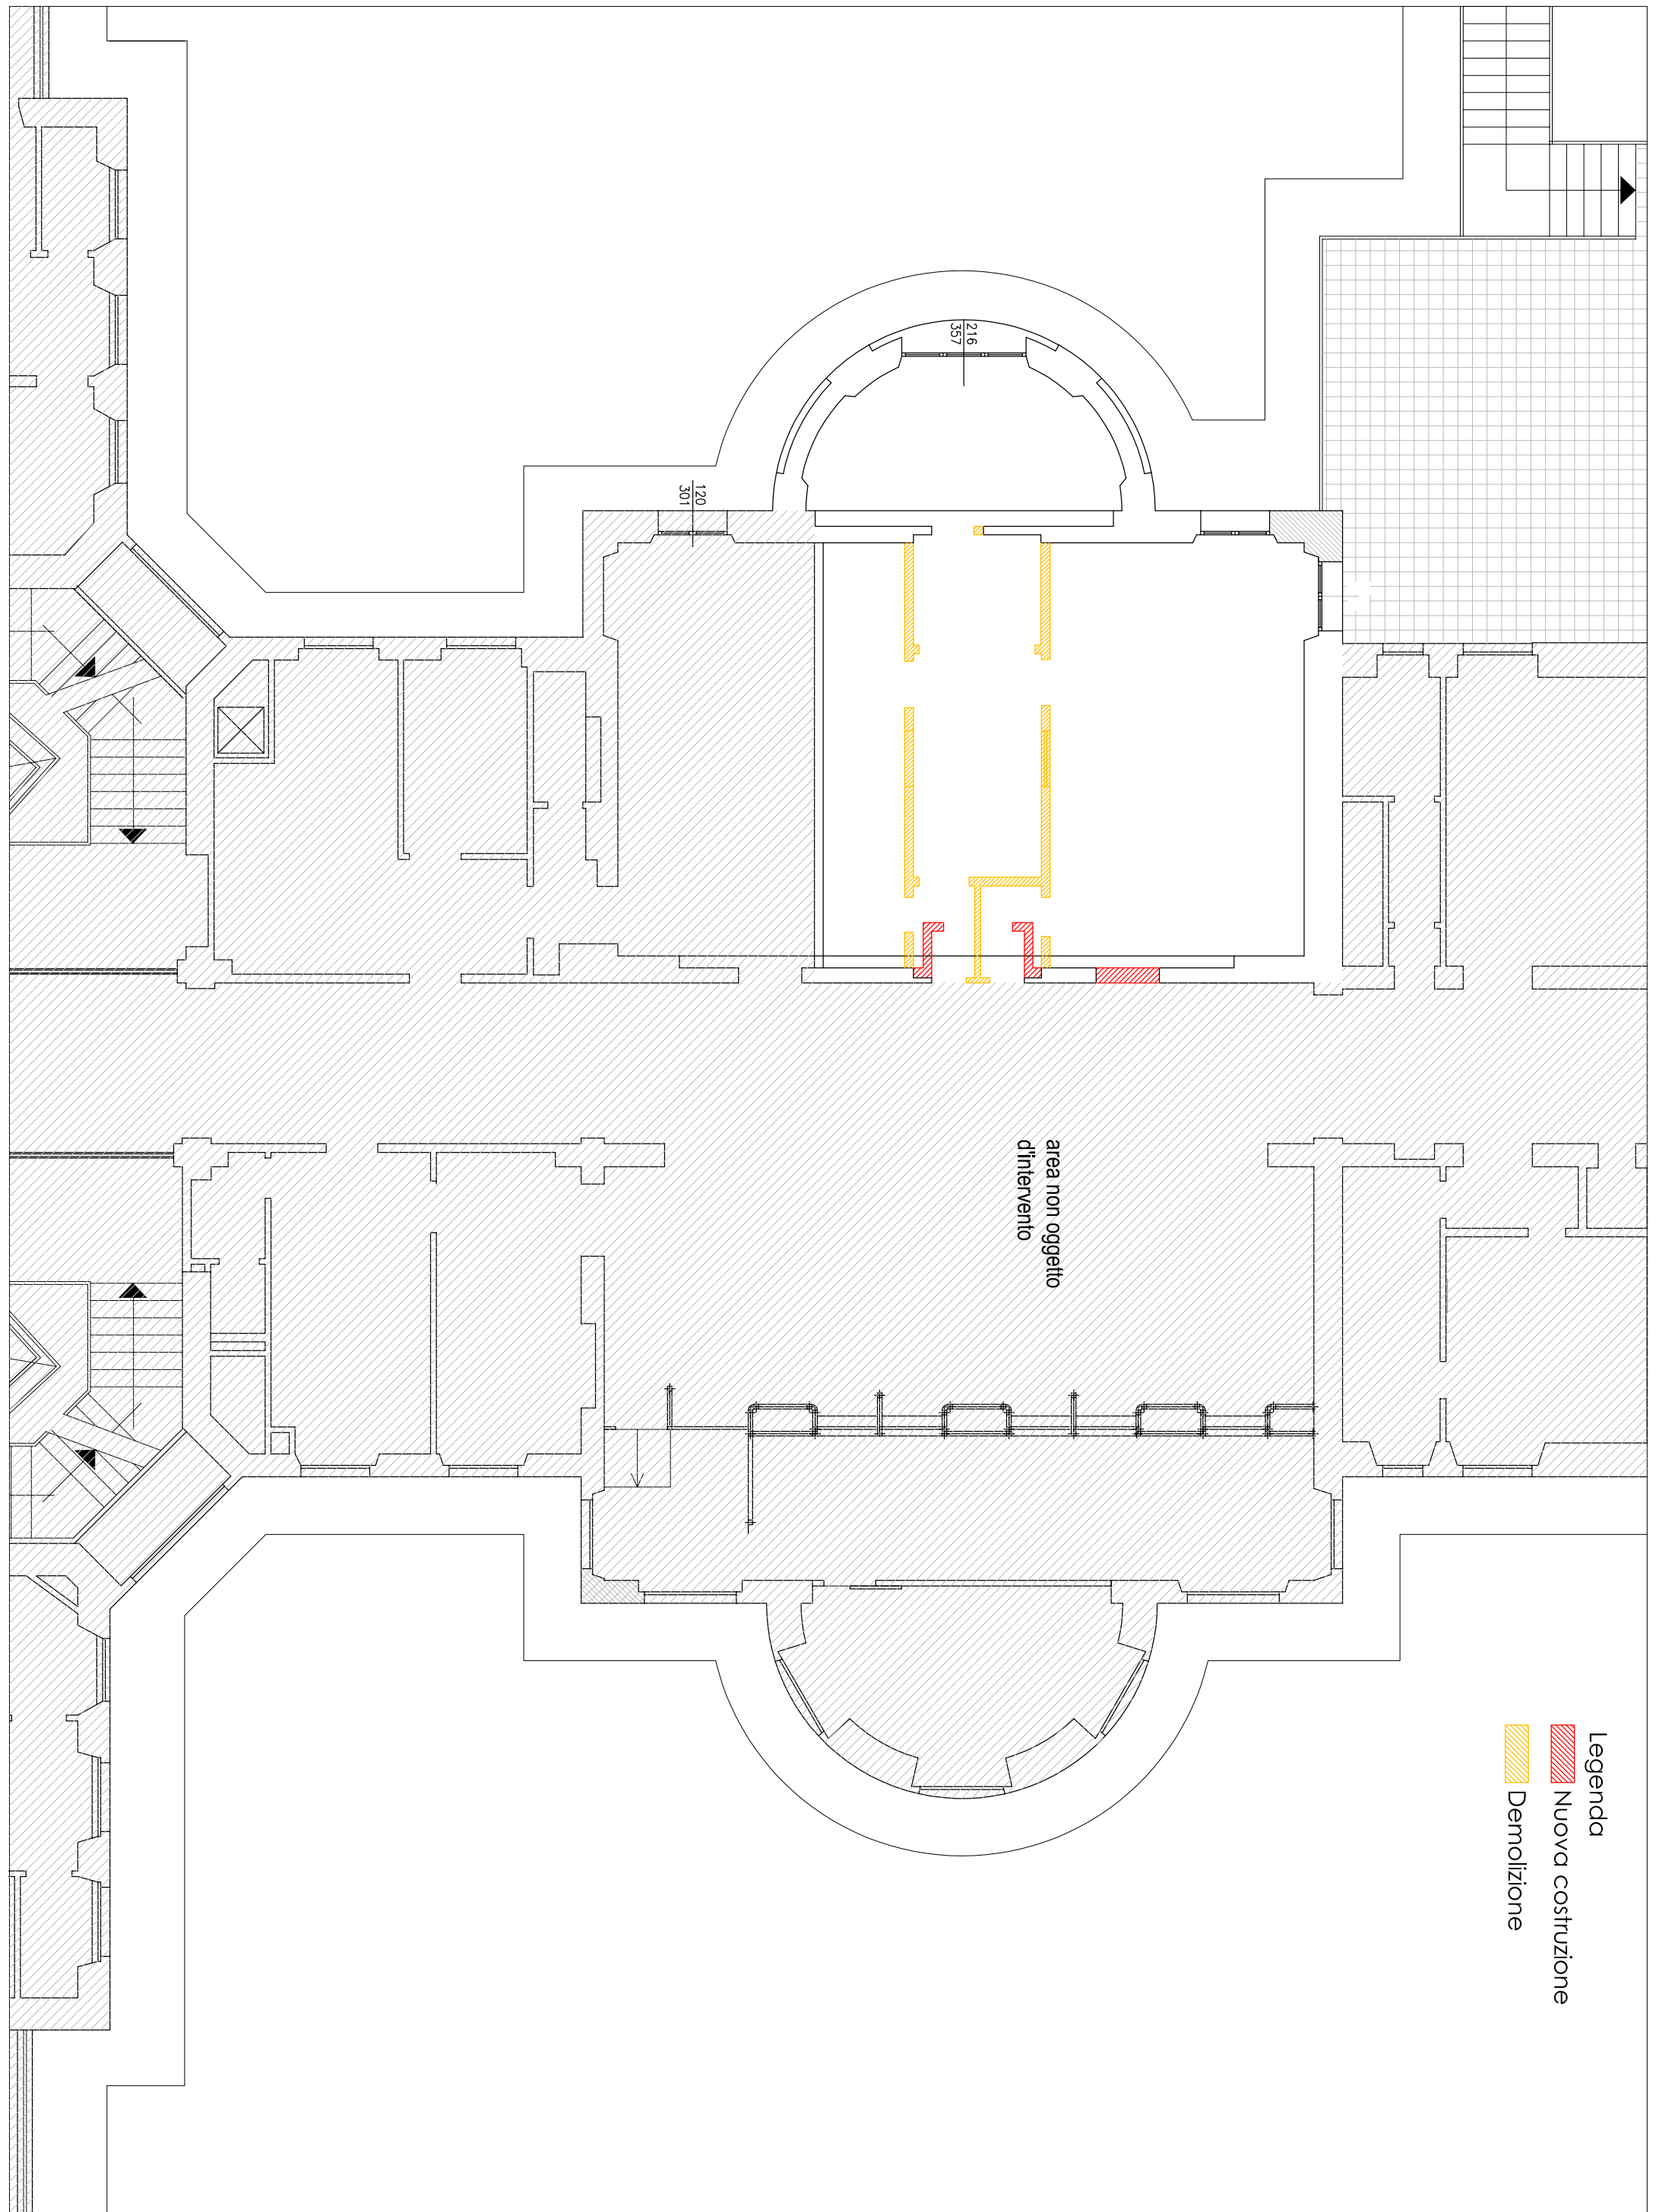 Legenda
Nuova costruzione
Demolizione
216
357
120
301
area non oggetto
d'intervento